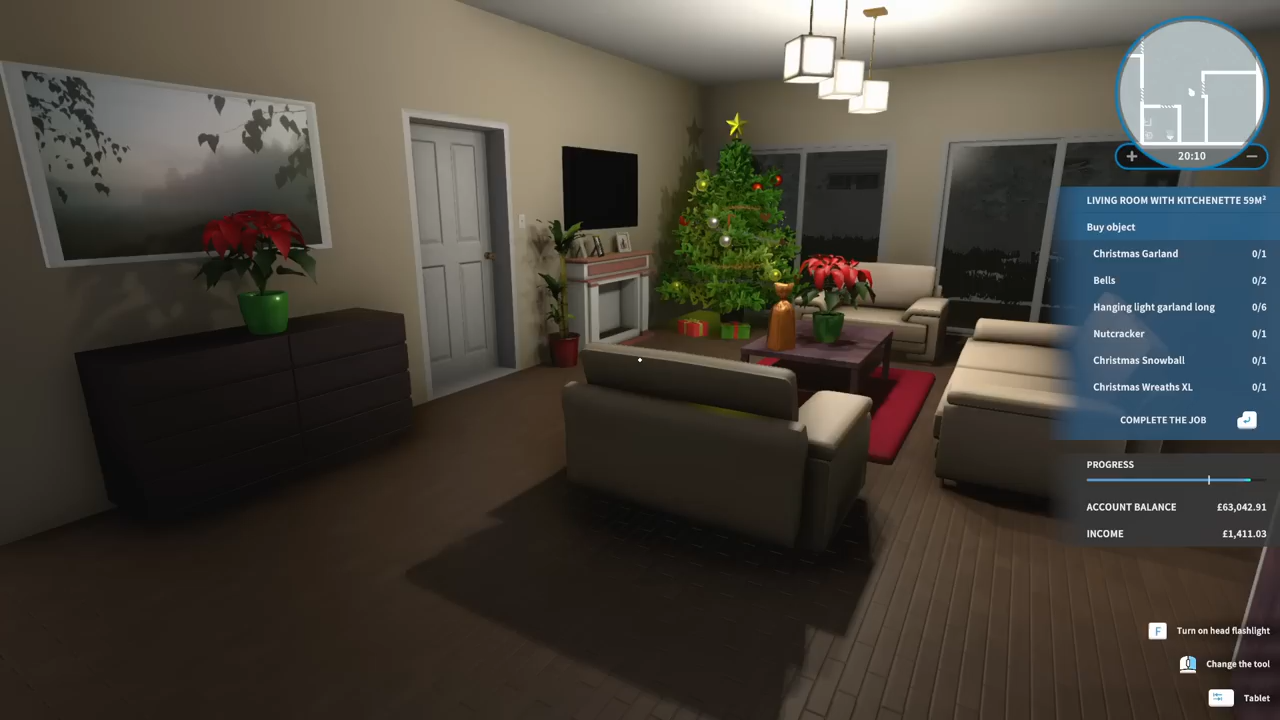 20:10
LIVING ROOM WITH KITCHENETTE 59M²
Buy object
Christmas Garland 0/1
Bells 0/2
Hanging light garland long 0/6
Nutcracker 0/1
Christmas Snowball 0/1
Christmas Wreaths XL 0/1
COMPLETE THE JOB
PROGRESS
ACCOUNT BALANCE £63,042.91
INCOME £1,411.03
F Turn on head flashlight
Change the tool
Tablet